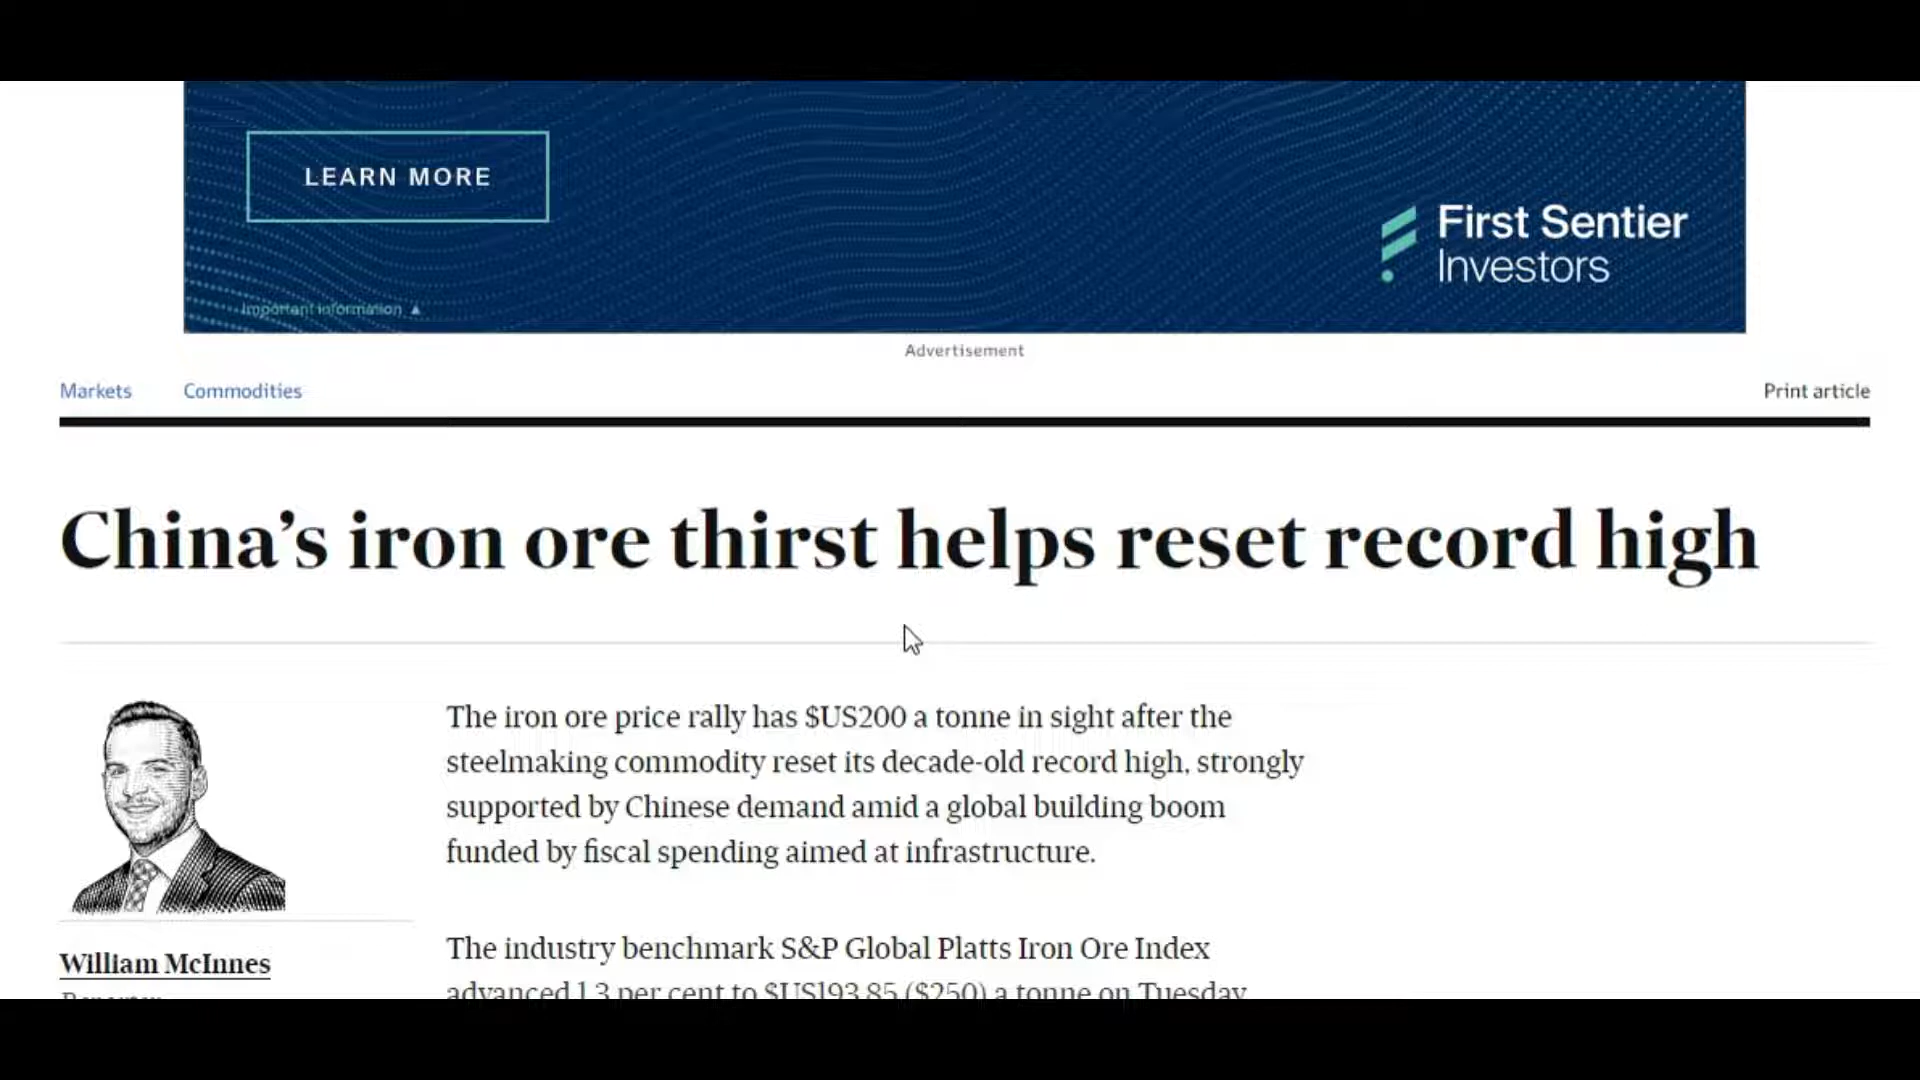 LEARN MORE
First Sentier
Investors
Important information ▲
Advertisement
Markets Commodities Print article
China’s iron ore thirst helps reset record high
The iron ore price rally has $US200 a tonne in sight after the
steelmaking commodity reset its decade-old record high, strongly
supported by Chinese demand amid a global building boom
funded by fiscal spending aimed at infrastructure.
William McInnes
Reporter
The industry benchmark S&P Global Platts Iron Ore Index
advanced 1.3 per cent to $US193.85 ($250) a tonne on Tuesday